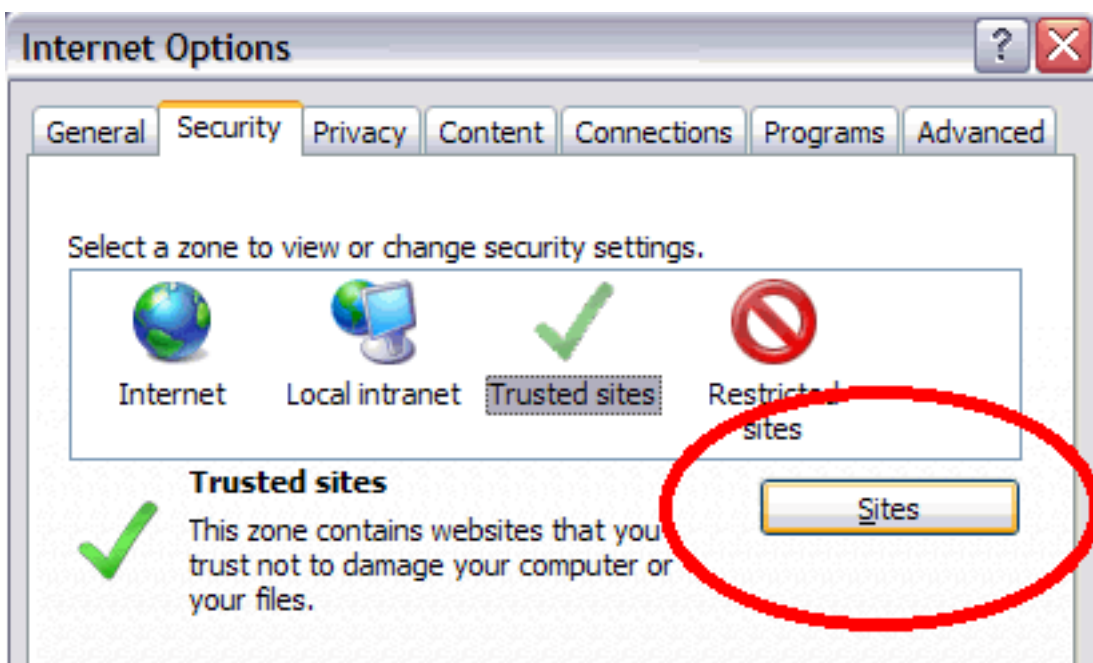 Internet Options
?
General Security Privacy Content Connections Programs Advanced
Select a zone to view or change security settings.
Internet Local intranet Trusted sites Restricted
sites
Trusted sites
Sites
This zone contains websites that you
trust not to damage your computer or
your files.